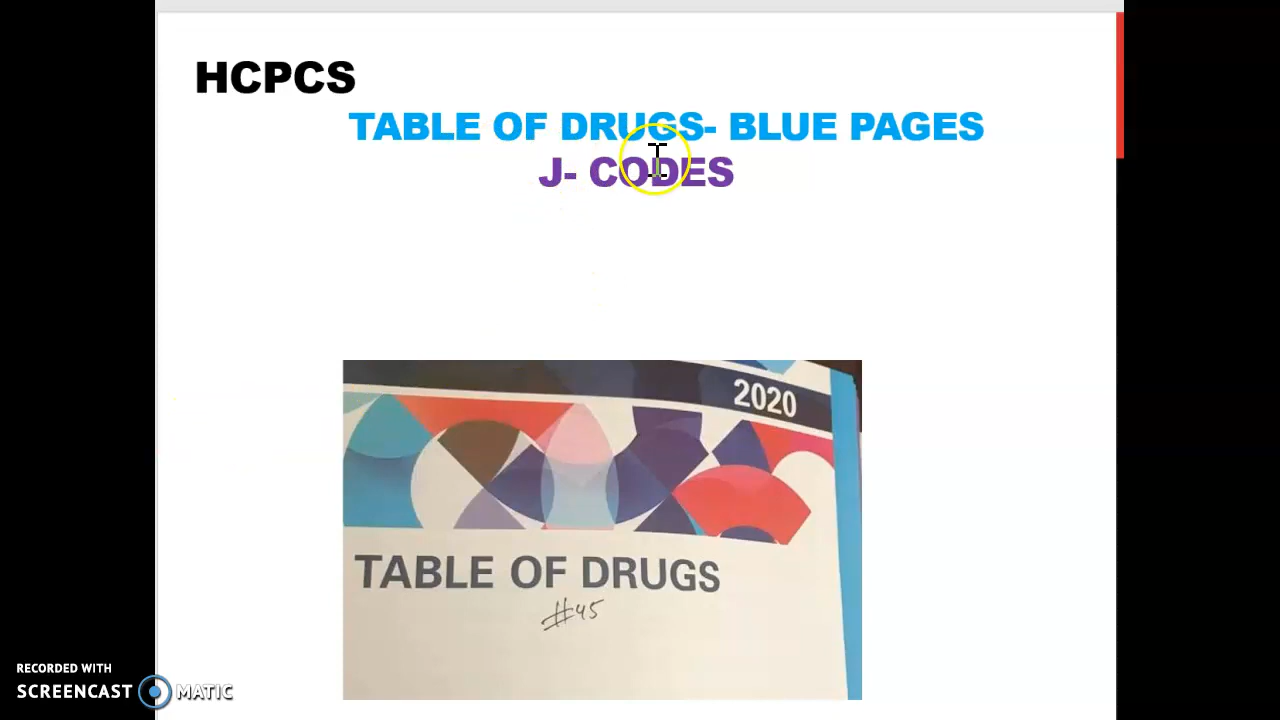 HCPCS
TABLE OF DRUGS- BLUE PAGES
J- CODES
2020
TABLE OF DRUGS
#45
RECORDED WITH
SCREENCAST MATIC